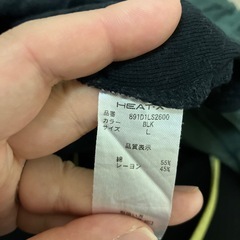 HEAT-X
品番 891D1LS2600
カラー BLK
サイズ L
品質表示
綿 55%
レーヨン 45%